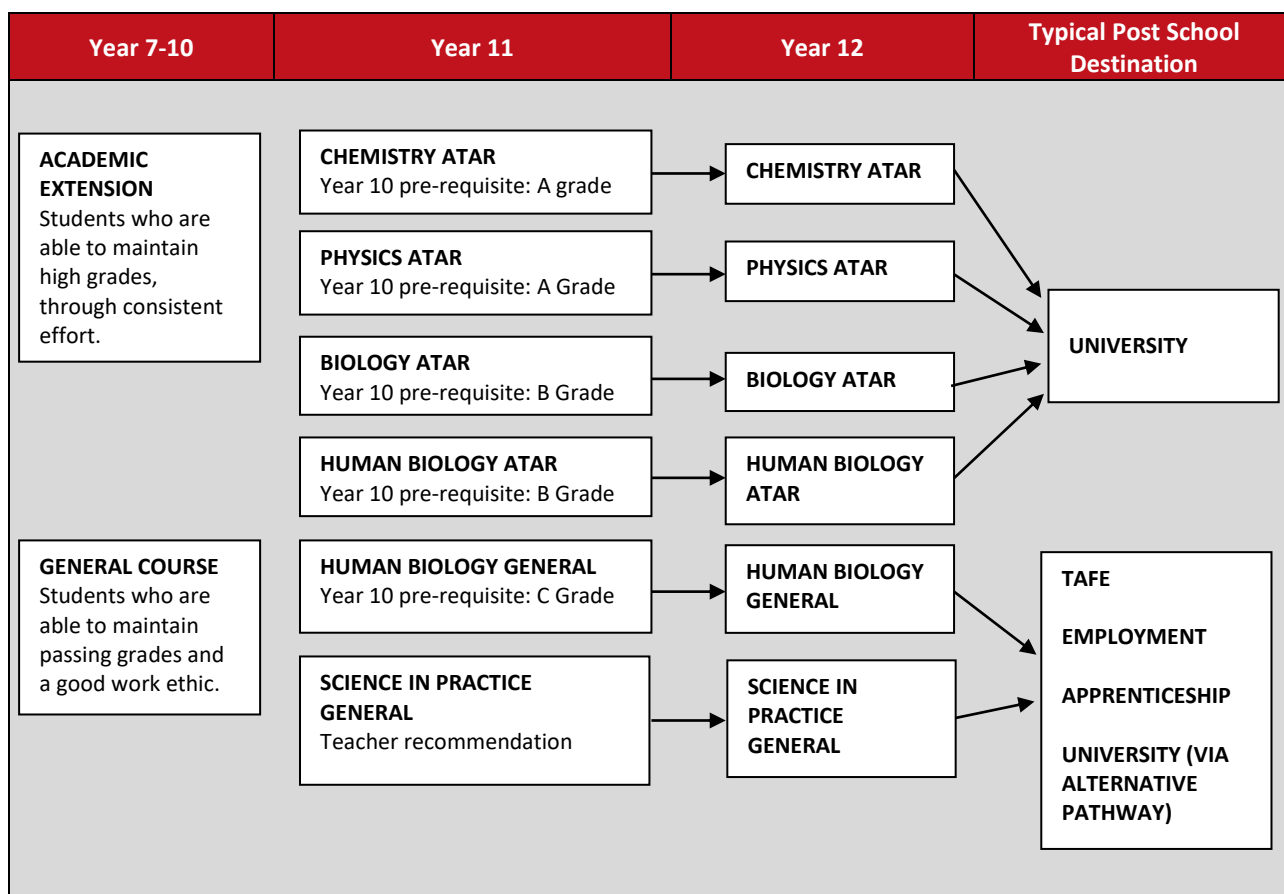 Year 7-10
Year 11
Year 12
Typical Post School
Destination
ACADEMIC
EXTENSION
Students who are
able to maintain
high grades,
through consistent
effort.
CHEMISTRY ATAR
Year 10 pre-requisite: A grade
CHEMISTRY ATAR
PHYSICS ATAR
Year 10 pre-requisite: A Grade
PHYSICS ATAR
BIOLOGY ATAR
Year 10 pre-requisite: B Grade
BIOLOGY ATAR
HUMAN BIOLOGY ATAR
Year 10 pre-requisite: B Grade
HUMAN BIOLOGY
ATAR
UNIVERSITY
GENERAL COURSE
Students who are
able to maintain
passing grades and
a good work ethic.
HUMAN BIOLOGY GENERAL
Year 10 pre-requisite: C Grade
HUMAN BIOLOGY
GENERAL
SCIENCE IN PRACTICE
GENERAL
Teacher recommendation
SCIENCE IN
PRACTICE
GENERAL
TAFE
EMPLOYMENT
APPRENTICESHIP
UNIVERSITY (VIA
ALTERNATIVE
PATHWAY)